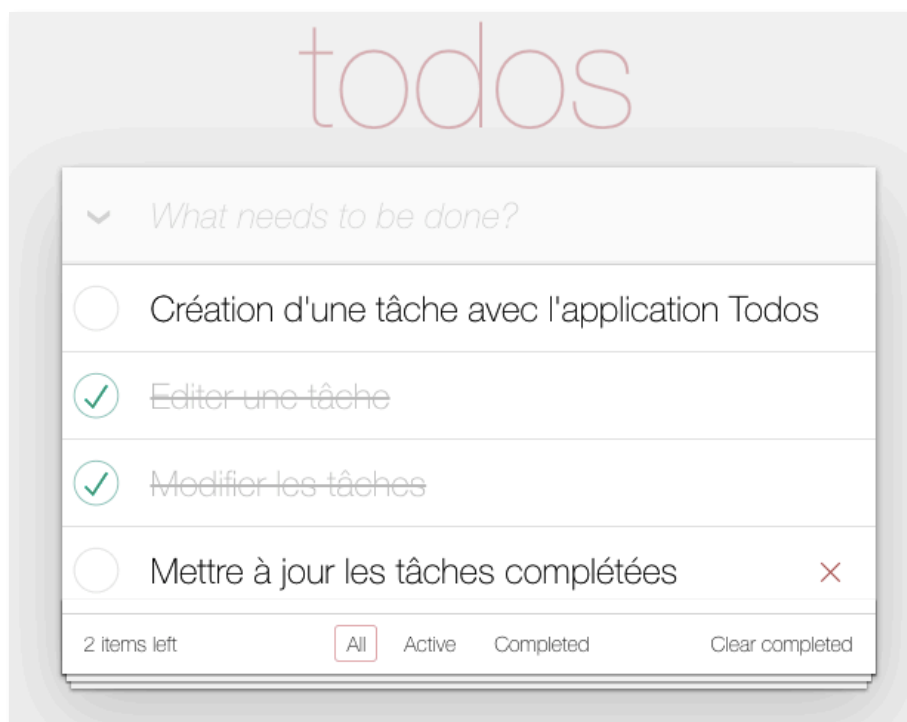 todos
What needs to be done?
Création d'une tâche avec l'application Todos
Editer une tâche
Modifier les tâches
Mettre à jour les tâches complétées
2 items left All Active Completed Clear completed